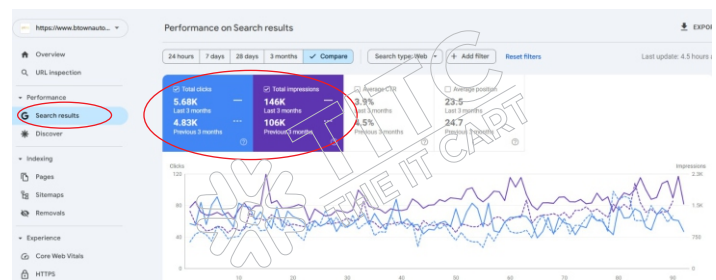 https://www.btownauto...
Performance on Search results
EXPOR
Overview
URL inspection
24 hours 7 days 28 days 3 months Compare
Search type: Web
+ Add filter
Reset filters
Last update: 4.5 hours a
Performance
Search results
Discover
Total clicks
5.68K
Last 3 months
4.83K
Previous 3 months
Total impressions
146K
Last 3 months
106K
Previous 3 months
Average CTR
3.9%
Last 3 months
4.5%
Previous 3 months
Average position
23.5
Last 3 months
24.7
Previous 3 months
Indexing
Pages
Sitemaps
Removals
Experience
Core Web Vitals
HTTPS
Clicks
Impressions
120
2.3K
80
1.5K
40
750
0
0
10 20 30 40 50 60 70 80 90
TITC
THE IT CART